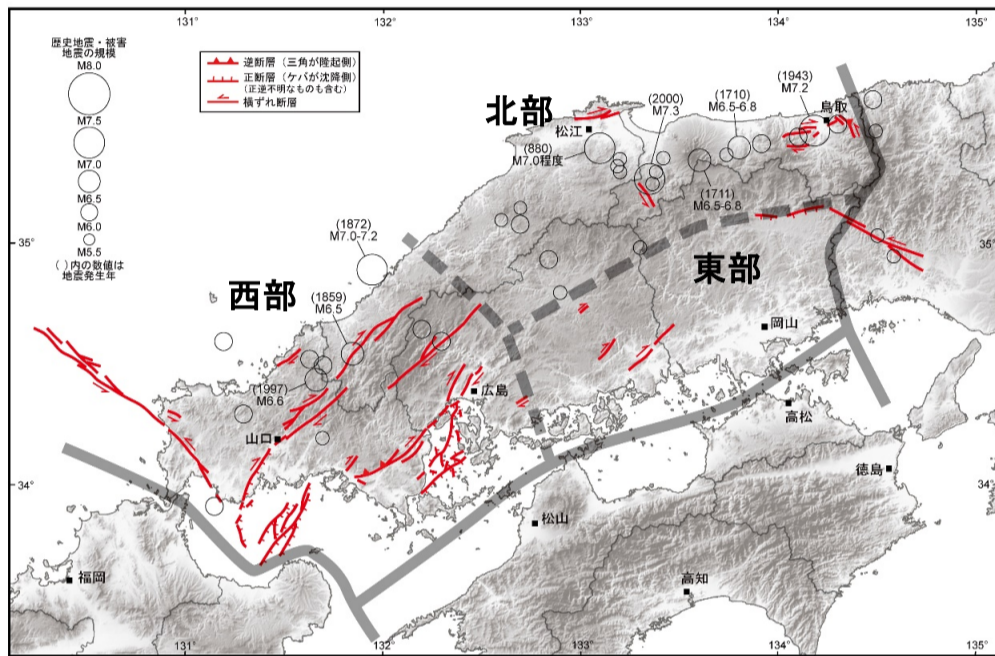 131°
132°
133°
134°
135°
歴史地震・被害
地震の規模
M8.0
M7.5
M7.0
M6.5
M6.0
M5.5
( )内の数値は
地震発生年
逆断層 (三角が隆起側)
正断層 (ケバが沈降側)
(正逆不明なものも含む)
横ずれ断層
北部
松江
(880)
M7.0程度
(2000)
M7.3
(1710)
M6.5-6.8
(1943)
M7.2
鳥取
(1711)
M6.5-6.8
35°
35°
(1872)
M7.0-7.2
西部
(1859)
M6.5
東部
岡山
(1997)
M6.6
広島
高松
山口
徳島
34°
34°
松山
福岡
高知
131°
132°
133°
134°
135°